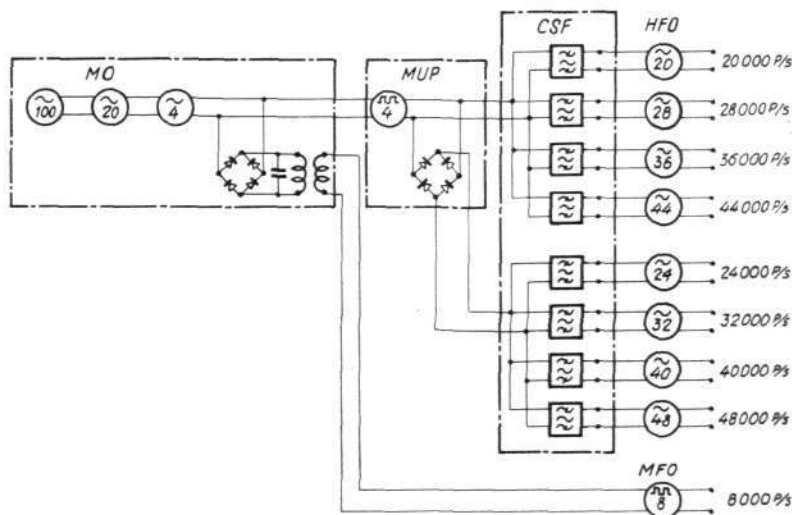 CSF HFO
MO MUP
100 20 4 4
20 20000 P/s
28 28000 P/s
36 36000 P/s
44 44000 P/s
24 24000 P/s
32 32000 P/s
40 40000 P/s
48 48000 P/s
MFO
8 8000 P/s